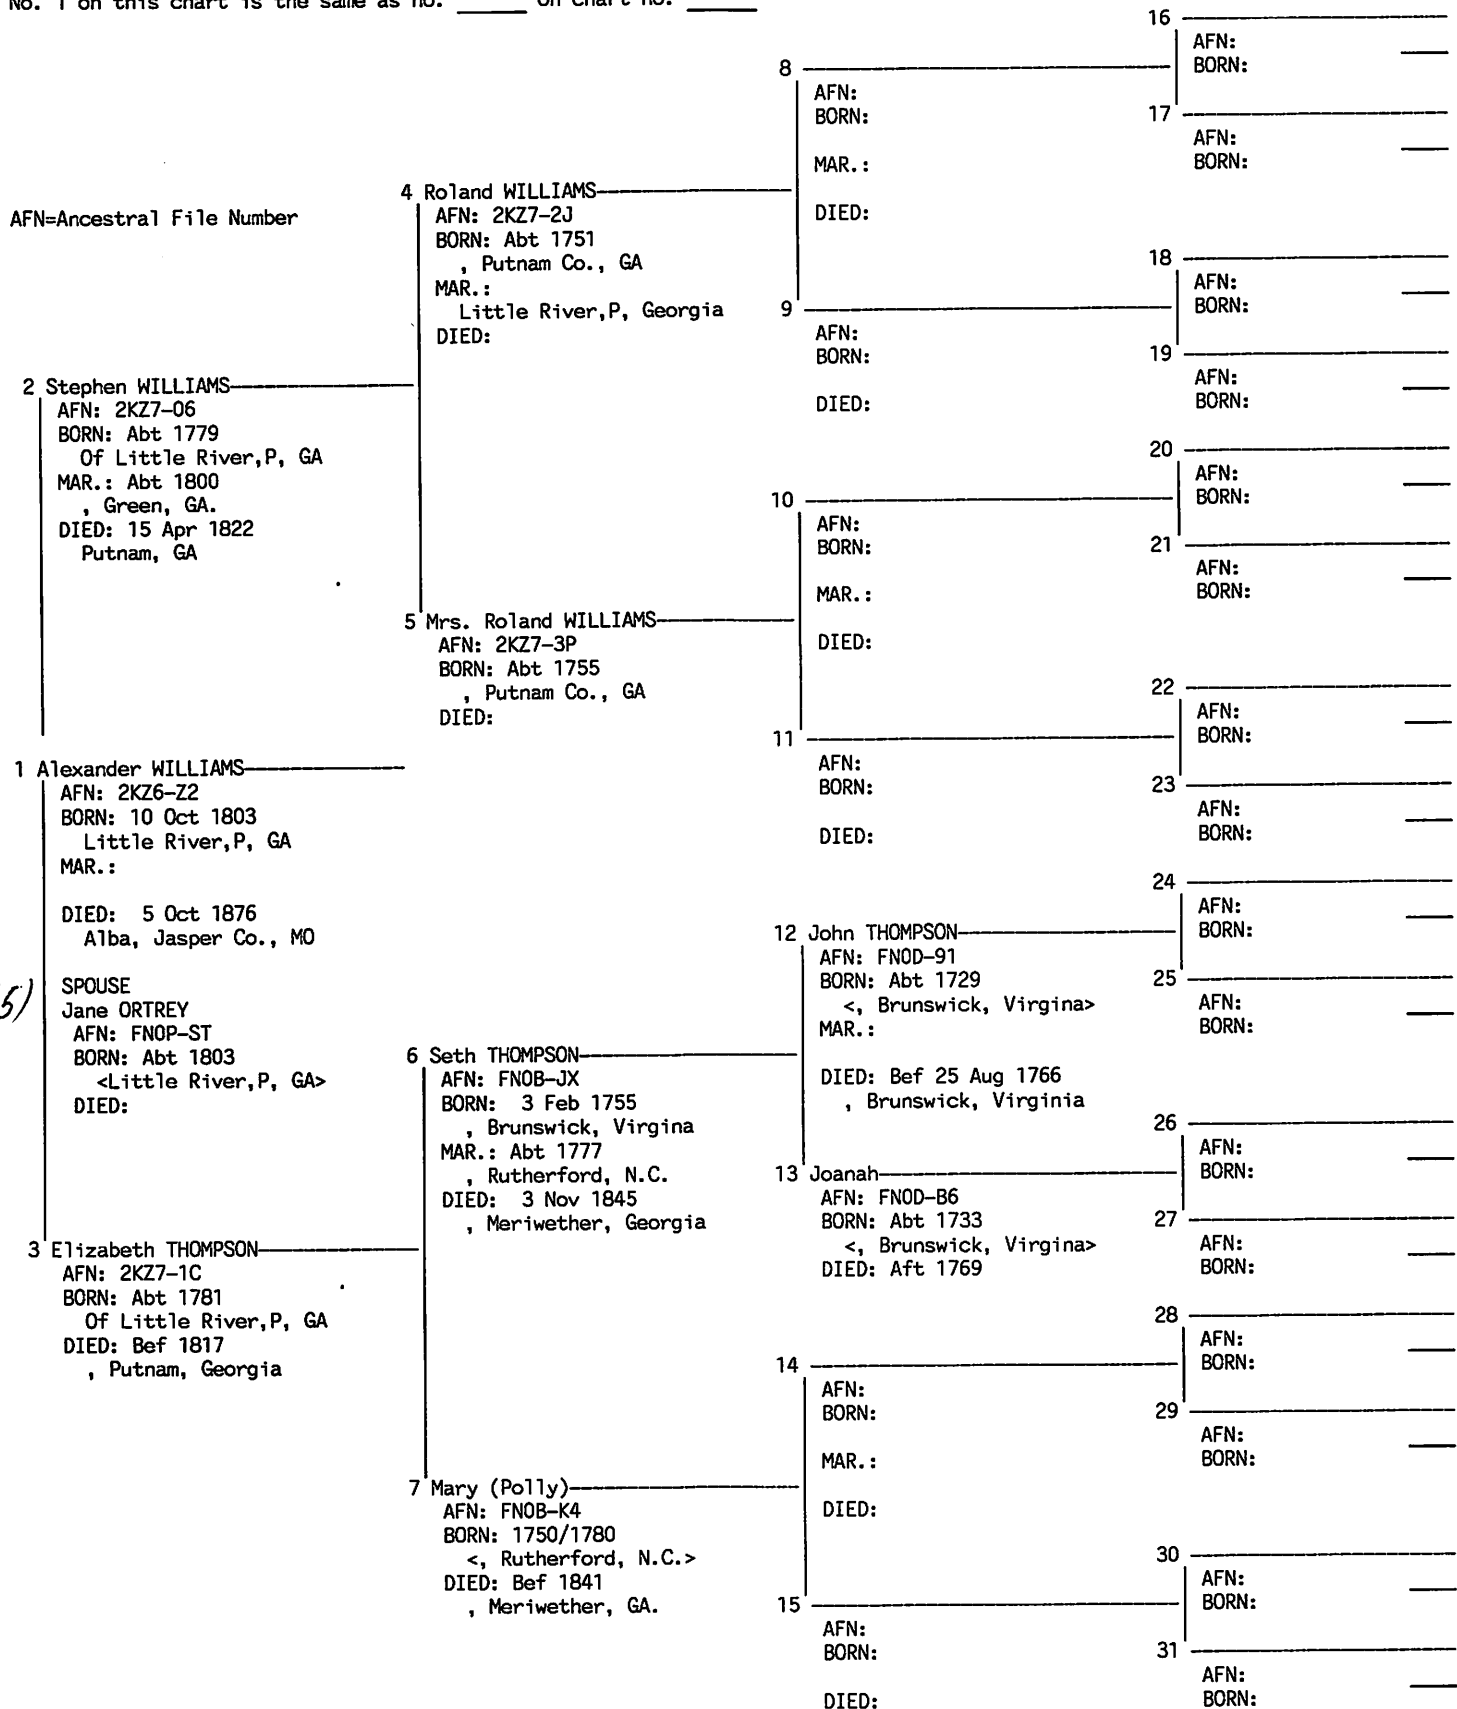 No. 1 on this chart is the same as no. _____ on chart no. _____
AFN=Ancestral File Number
1 Alexander WILLIAMS
AFN: 2KZ6-Z2
BORN: 10 Oct 1803
Little River,P, GA
MAR.:
DIED: 5 Oct 1876
Alba, Jasper Co., MO
5)
SPOUSE
Jane ORTREY
AFN: FNOP-ST
BORN: Abt 1803
<Little River,P, GA>
DIED:
2 Stephen WILLIAMS
AFN: 2KZ7-06
BORN: Abt 1779
Of Little River,P, GA
MAR.: Abt 1800
, Green, GA.
DIED: 15 Apr 1822
Putnam, GA
3 Elizabeth THOMPSON
AFN: 2KZ7-1C
BORN: Abt 1781
Of Little River,P, GA
DIED: Bef 1817
, Putnam, Georgia
4 Roland WILLIAMS
AFN: 2KZ7-2J
BORN: Abt 1751
, Putnam Co., GA
MAR.:
Little River,P, Georgia
DIED:
5 Mrs. Roland WILLIAMS
AFN: 2KZ7-3P
BORN: Abt 1755
, Putnam Co., GA
DIED:
6 Seth THOMPSON
AFN: FNOB-JX
BORN: 3 Feb 1755
, Brunswick, Virgina
MAR.: Abt 1777
, Rutherford, N.C.
DIED: 3 Nov 1845
, Meriwether, Georgia
7 Mary (Polly)
AFN: FNOB-K4
BORN: 1750/1780
<, Rutherford, N.C.>
DIED: Bef 1841
, Meriwether, GA.
8
AFN:
BORN:
MAR.:
DIED:
9
AFN:
BORN:
DIED:
10
AFN:
BORN:
MAR.:
DIED:
11
AFN:
BORN:
DIED:
12 John THOMPSON
AFN: FNOD-91
BORN: Abt 1729
<, Brunswick, Virgina>
MAR.:
DIED: Bef 25 Aug 1766
, Brunswick, Virginia
13 Joanah
AFN: FNOD-B6
BORN: Abt 1733
<, Brunswick, Virgina>
DIED: Aft 1769
14
AFN:
BORN:
MAR.:
DIED:
15
AFN:
BORN:
DIED:
16
AFN:
BORN:
17
AFN:
BORN:
18
AFN:
BORN:
19
AFN:
BORN:
20
AFN:
BORN:
21
AFN:
BORN:
22
AFN:
BORN:
23
AFN:
BORN:
24
AFN:
BORN:
25
AFN:
BORN:
26
AFN:
BORN:
27
AFN:
BORN:
28
AFN:
BORN:
29
AFN:
BORN:
30
AFN:
BORN:
31
AFN:
BORN: